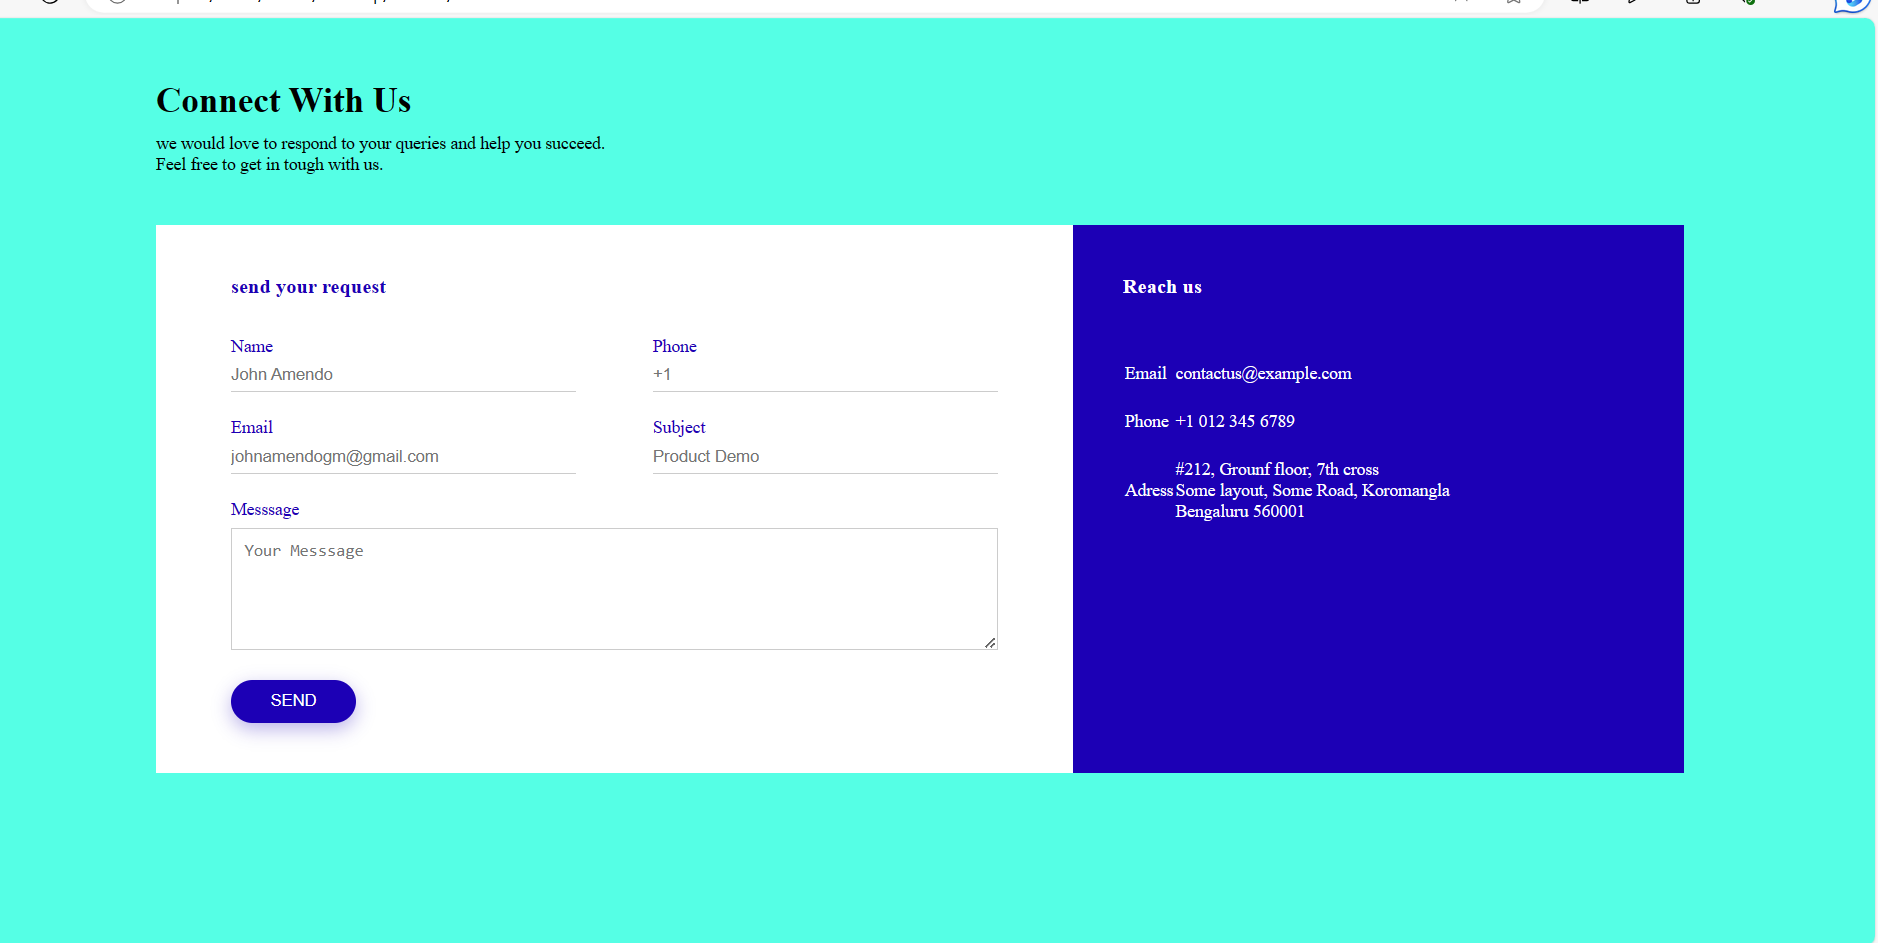 Connect With Us
we would love to respond to your queries and help you succeed.
Feel free to get in tough with us.
send your request
Name
Phone
John Amendo
+1
Email
Subject
johnamendogm@gmail.com
Product Demo
Messsage
Your Messsage
SEND
Reach us
Email contactus@example.com
Phone +1 012 345 6789
#212, Grounf floor, 7th cross
Adress Some layout, Some Road, Koromangla
Bengaluru 560001